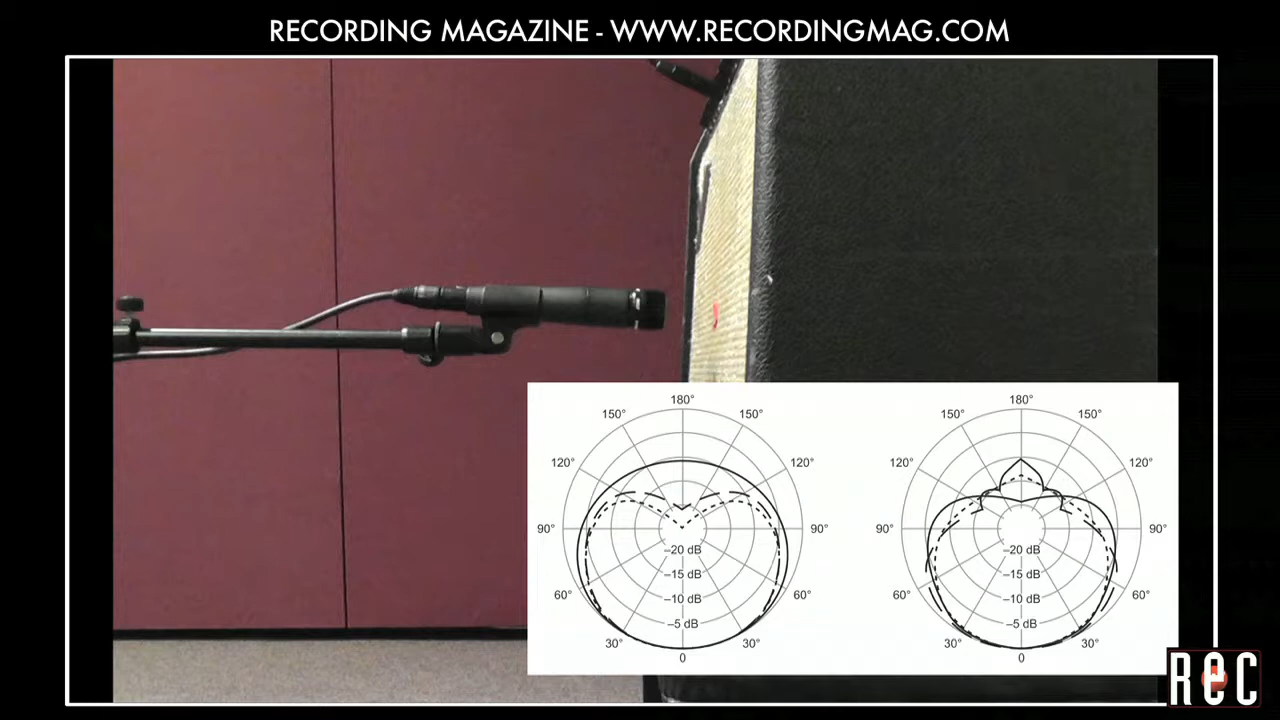 RECORDING MAGAZINE - WWW.RECORDINGMAG.COM
180°
150° 150°
120° 120°
90° 90°
60° 60°
30° 30°
0
–20 dB
–15 dB
–10 dB
–5 dB
180°
150° 150°
120° 120°
90° 90°
60° 60°
30° 30°
0
–20 dB
–15 dB
–10 dB
–5 dB
ReC